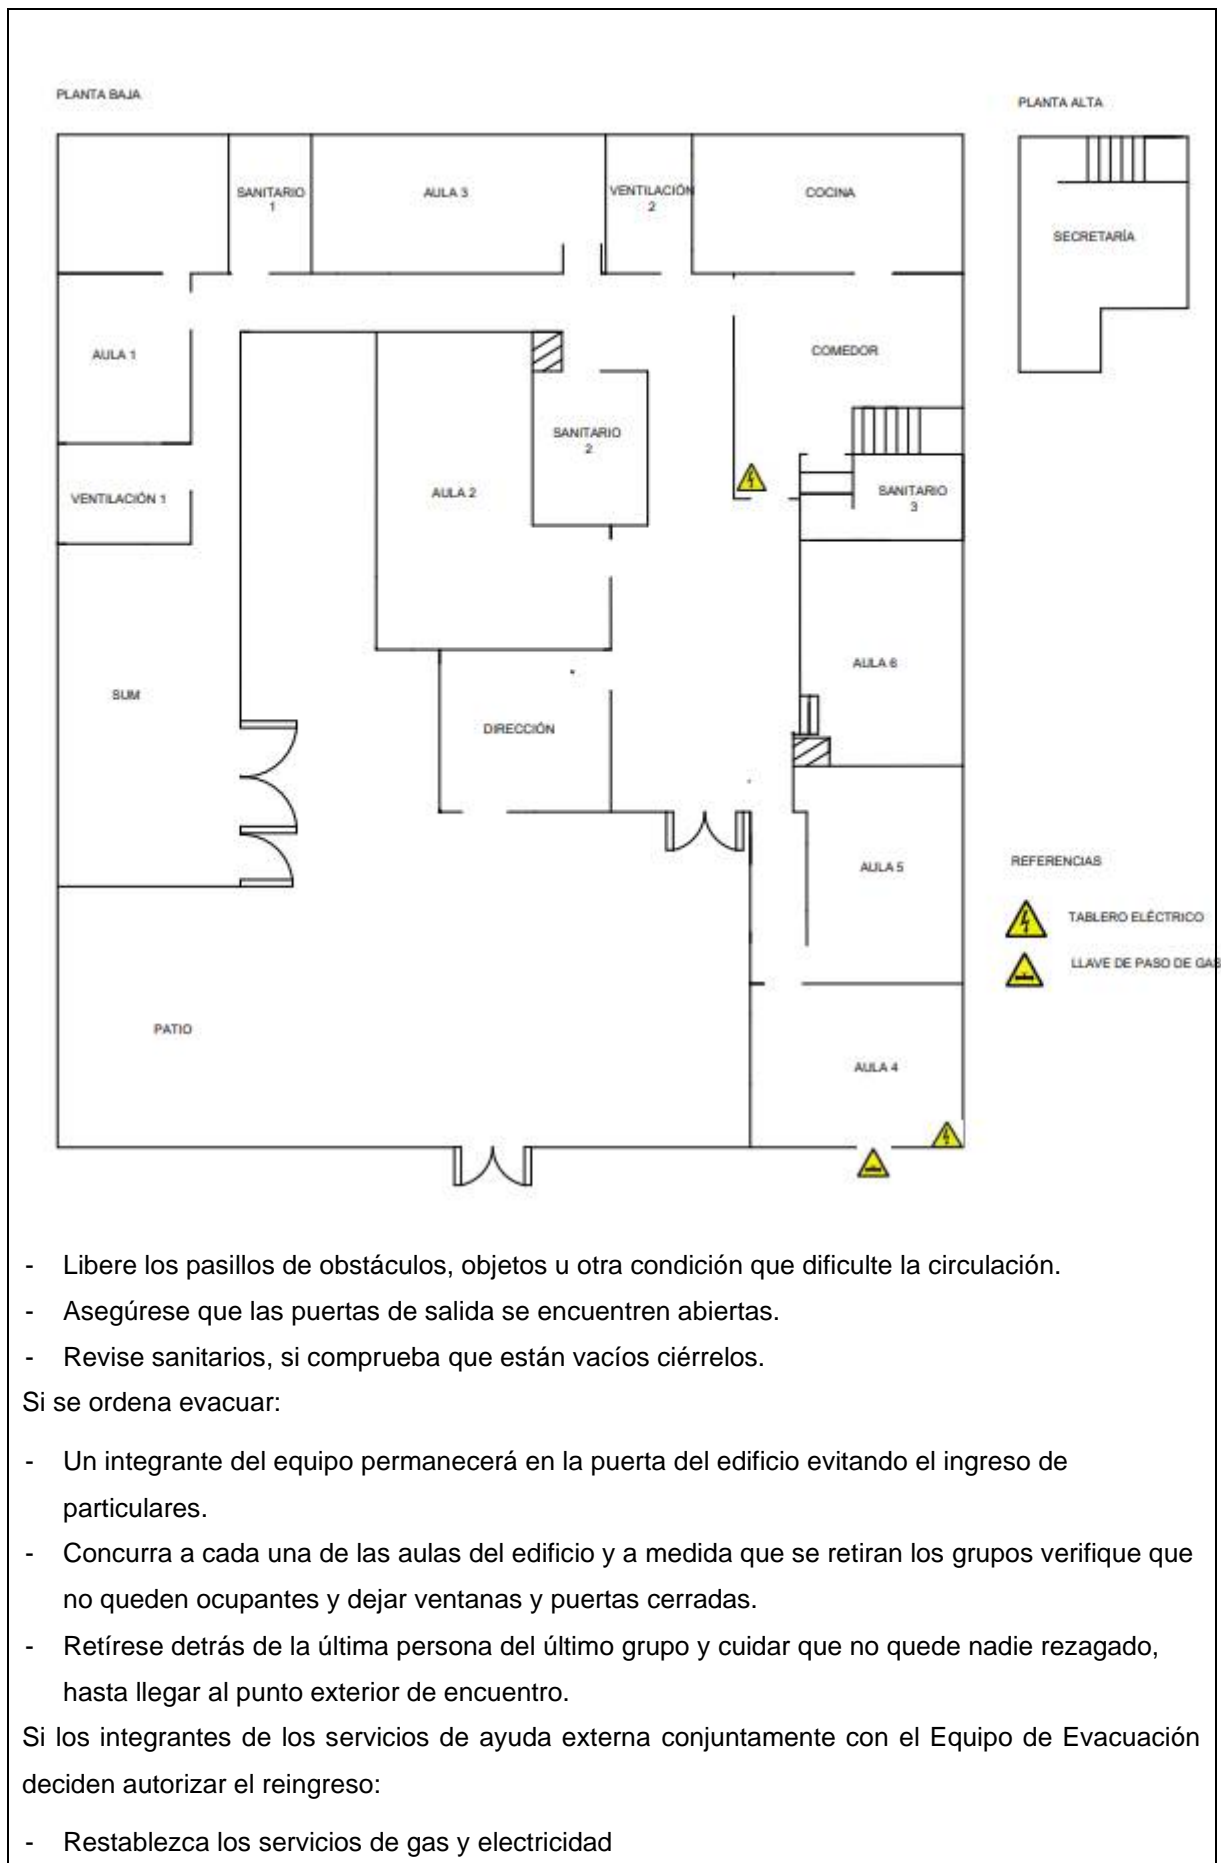 PLANTA BAJA
PLANTA ALTA
SANITARIO
1
AULA 3
VENTILACIÓN
2
COCINA
SECRETARÍA
AULA 1
COMEDOR
SANITARIO
2
VENTILACIÓN 1
AULA 2
SANITARIO
3
AULA 6
SUM
DIRECCIÓN
AULA 5
REFERENCIAS
TABLERO ELÉCTRICO
LLAVE DE PASO DE GAS
PATIO
AULA 4
- Libere los pasillos de obstáculos, objetos u otra condición que dificulte la circulación.
- Asegúrese que las puertas de salida se encuentren abiertas.
- Revise sanitarios, si comprueba que están vacíos ciérrelos.
Si se ordena evacuar:
- Un integrante del equipo permanecerá en la puerta del edificio evitando el ingreso de
particulares.
- Concurra a cada una de las aulas del edificio y a medida que se retiran los grupos verifique que
no queden ocupantes y dejar ventanas y puertas cerradas.
- Retírese detrás de la última persona del último grupo y cuidar que no quede nadie rezagado,
hasta llegar al punto exterior de encuentro.
Si los integrantes de los servicios de ayuda externa conjuntamente con el Equipo de Evacuación
deciden autorizar el reingreso:
- Restablezca los servicios de gas y electricidad